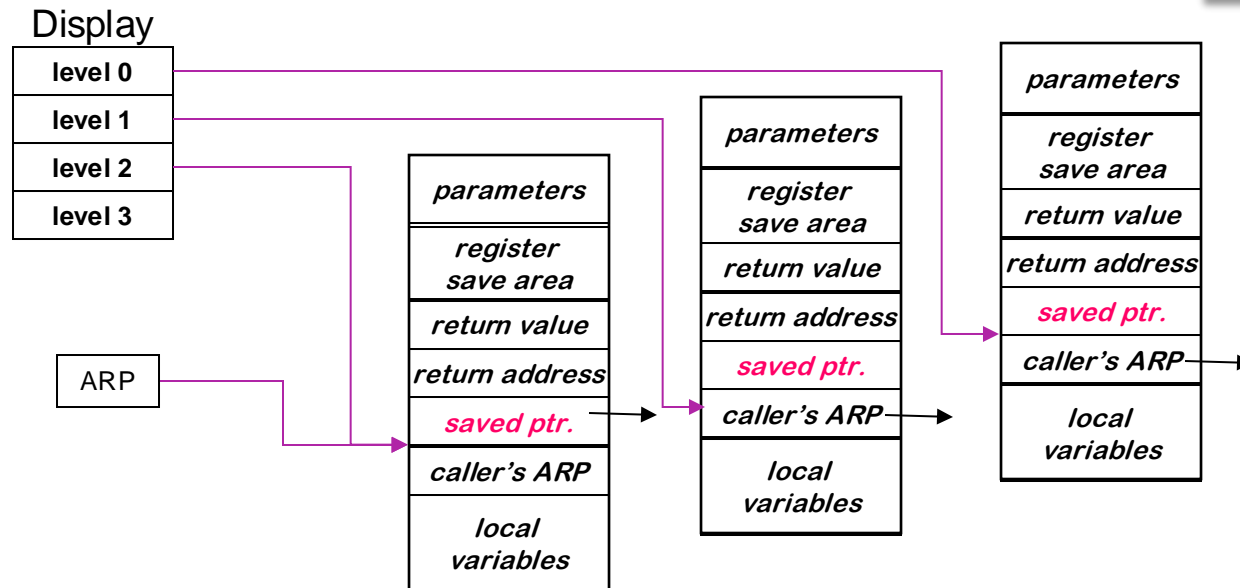 Display
level 0
level 1
level 2
level 3
ARP
parameters
register
save area
return value
return address
saved ptr.
caller's ARP
local
variables
parameters
register
save area
return value
return address
saved ptr.
caller's ARP
local
variables
parameters
register
save area
return value
return address
saved ptr.
caller's ARP
local
variables